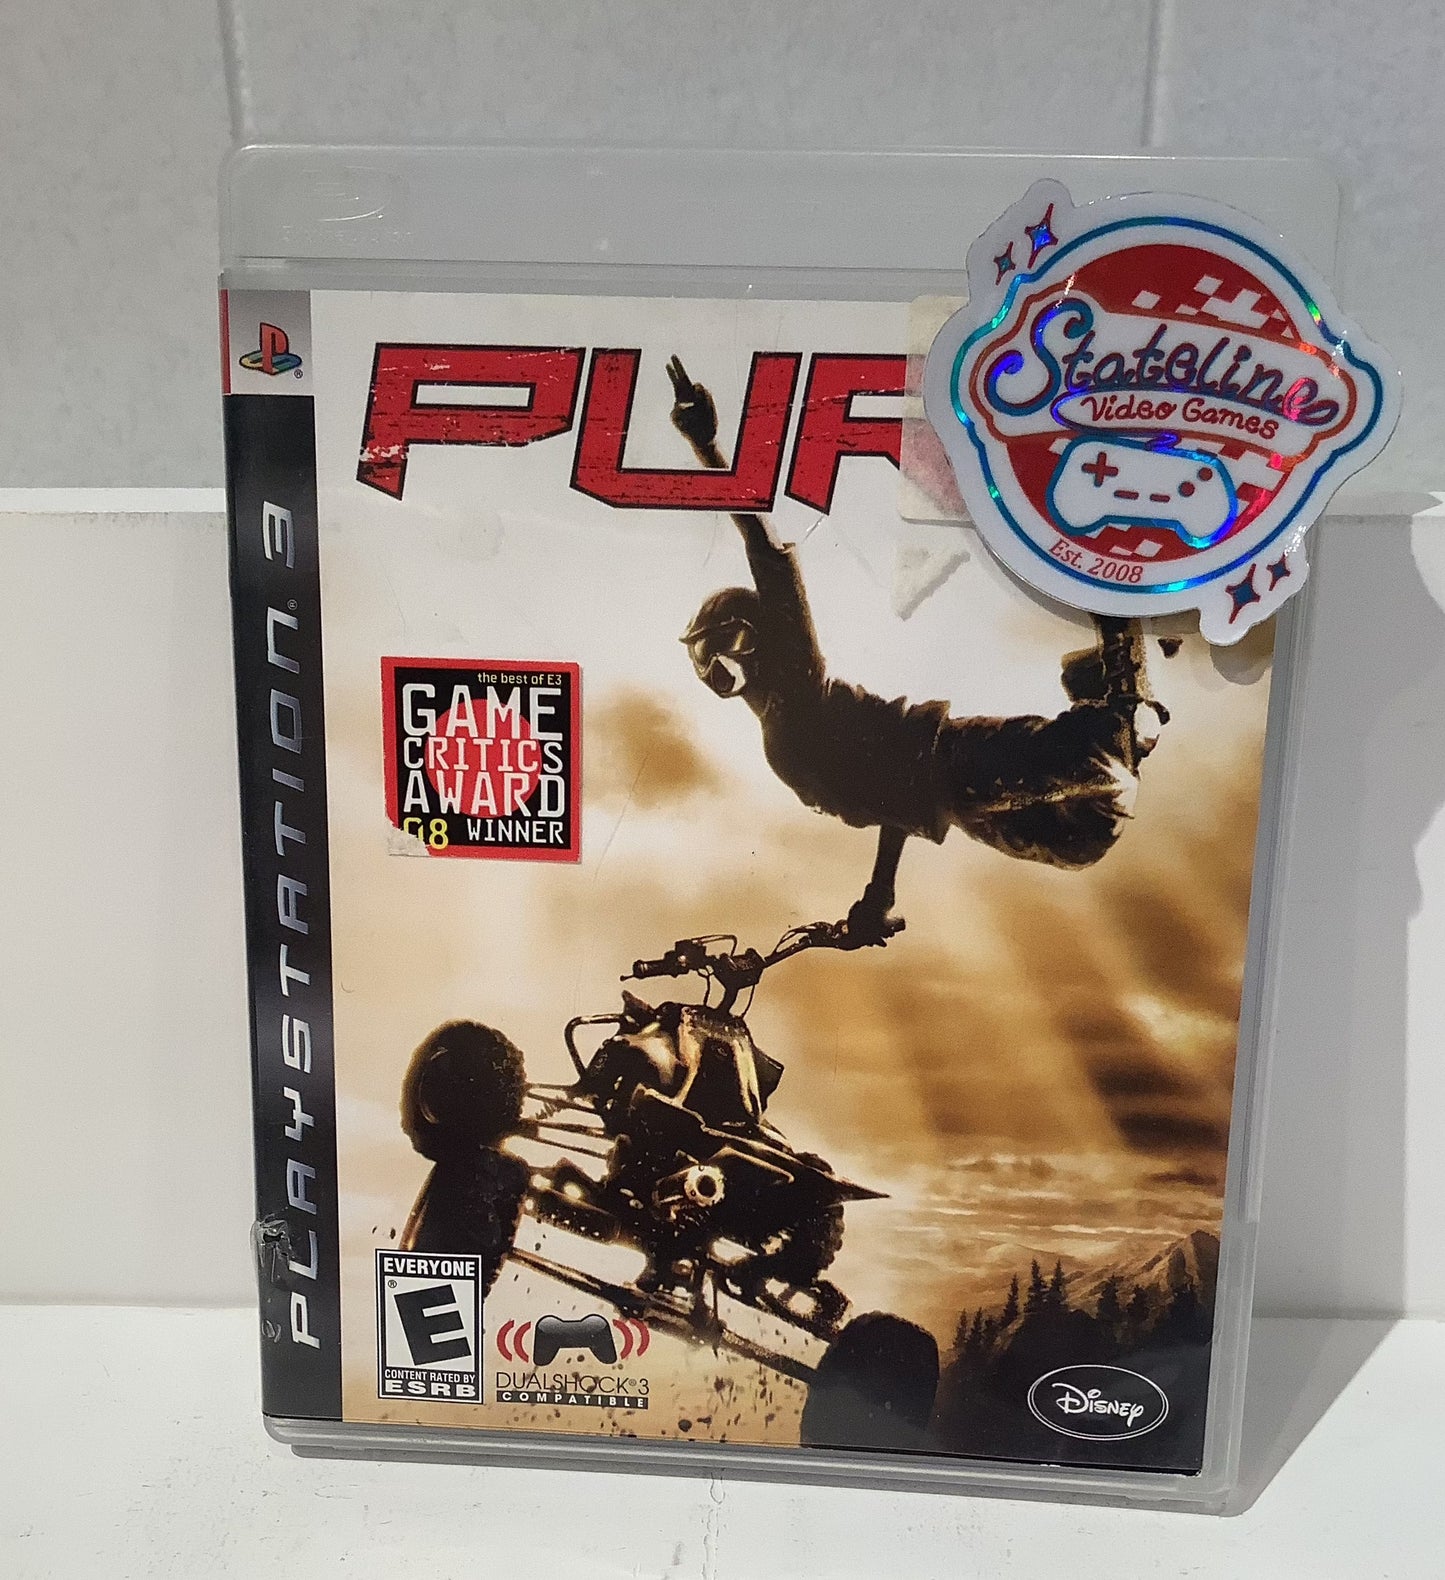 PLAYSTATION® 3
PUR
Stateline
Video Games
Est. 2008
the best of E3
GAME
CRITICS
AWARD
08 WINNER
EVERYONE
E
CONTENT RATED BY
ESRB
DUALSHOCK®3
COMPATIBLE
Disney